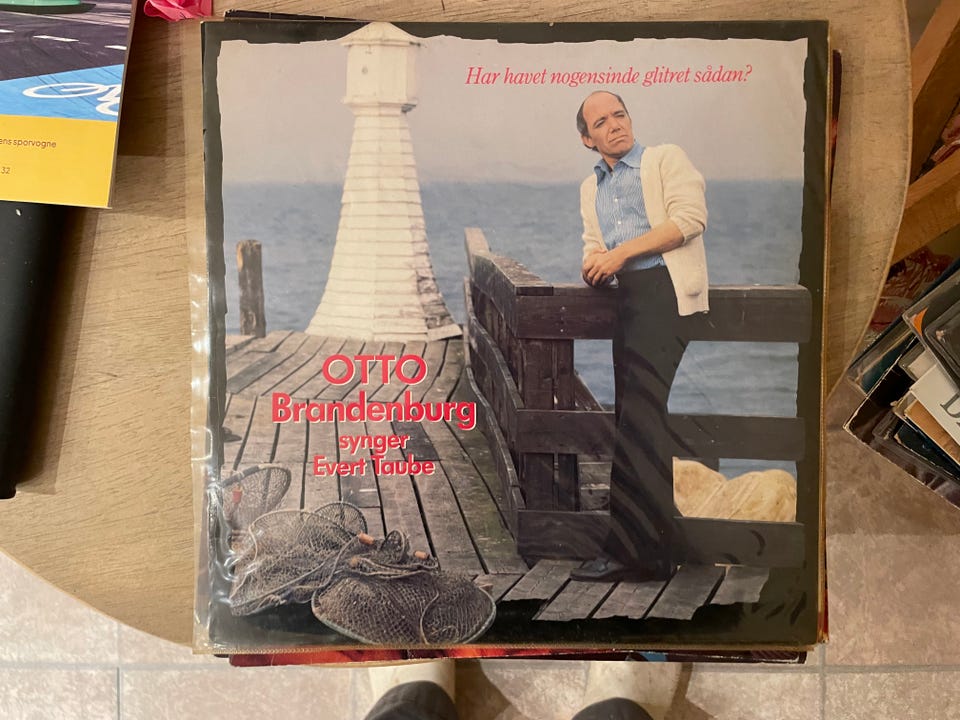 Har havet nogensinde glitret sådan?
OTTO
Brandenburg
synger
Evert Taube
ens sporvogne
32